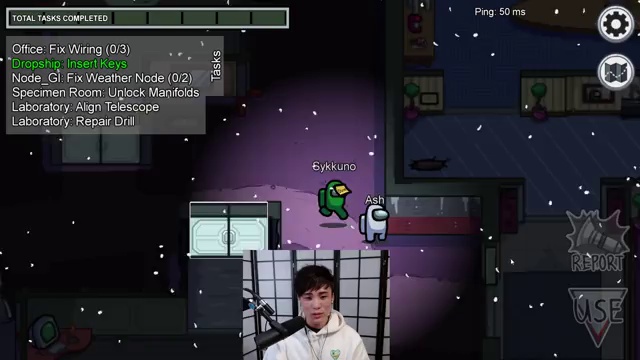 TOTAL TASKS COMPLETED
Ping: 50 ms
Office: Fix Wiring (0/3)
Dropship: Insert Keys
Node_GI: Fix Weather Node (0/2)
Specimen Room: Unlock Manifolds
Laboratory: Align Telescope
Laboratory: Repair Drill
Tasks
Sykkuno
Ash
REPORT
USE